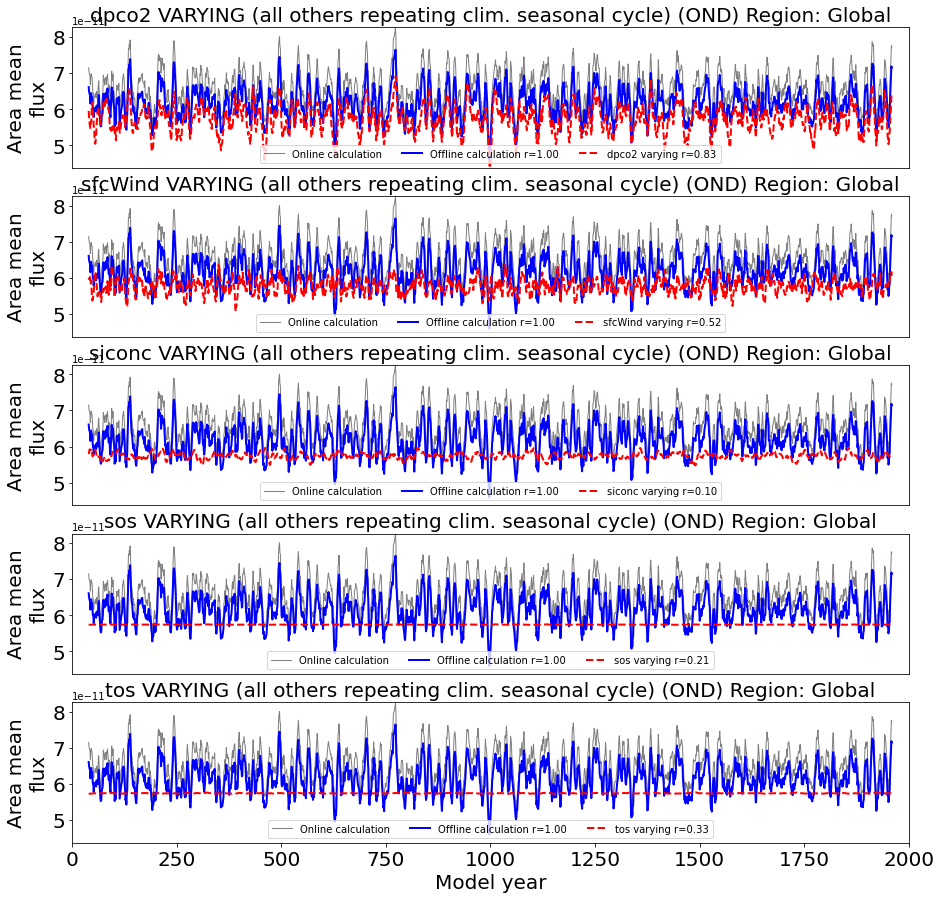 1e−11
dpco2 VARYING (all others repeating clim. seasonal cycle) (OND) Region: Global
8
7
6
5
Area mean
flux
Online calculation
Offline calculation r=1.00
dpco2 varying r=0.83
1e−11
sfcWind VARYING (all others repeating clim. seasonal cycle) (OND) Region: Global
8
7
6
5
Area mean
flux
Online calculation
Offline calculation r=1.00
sfcWind varying r=0.52
1e−11
siconc VARYING (all others repeating clim. seasonal cycle) (OND) Region: Global
8
7
6
5
Area mean
flux
Online calculation
Offline calculation r=1.00
siconc varying r=0.10
1e−11
sos VARYING (all others repeating clim. seasonal cycle) (OND) Region: Global
8
7
6
5
Area mean
flux
Online calculation
Offline calculation r=1.00
sos varying r=0.21
1e−11
tos VARYING (all others repeating clim. seasonal cycle) (OND) Region: Global
8
7
6
5
Area mean
flux
Online calculation
Offline calculation r=1.00
tos varying r=0.33
0 250 500 750 1000 1250 1500 1750 2000
Model year